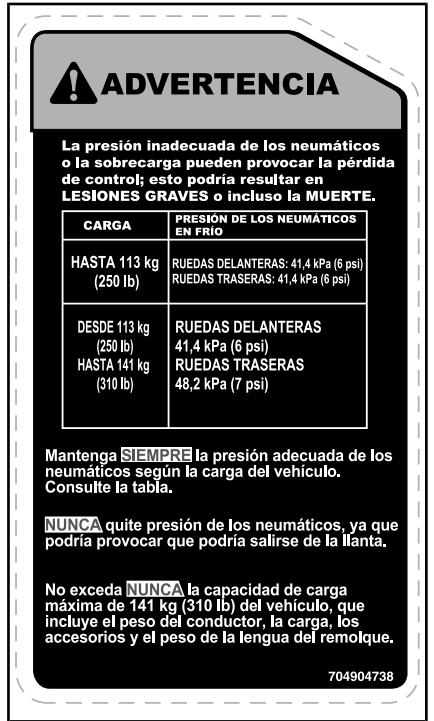 ADVERTENCIA
La presión inadecuada de los neumáticos
o la sobrecarga pueden provocar la pérdida
de control; esto podría resultar en
LESIONES GRAVES o incluso la MUERTE.
CARGA
PRESIÓN DE LOS NEUMÁTICOS
EN FRÍO
HASTA 113 kg
(250 lb)
RUEDAS DELANTERAS: 41,4 kPa (6 psi)
RUEDAS TRASERAS: 41,4 kPa (6 psi)
DESDE 113 kg
(250 lb)
HASTA 141 kg
(310 lb)
RUEDAS DELANTERAS
41,4 kPa (6 psi)
RUEDAS TRASERAS
48,2 kPa (7 psi)
Mantenga SIEMPRE la presión adecuada de los
neumáticos según la carga del vehículo.
Consulte la tabla.
NUNCA quite presión de los neumáticos, ya que
podría provocar que podría salirse de la llanta.
No exceda NUNCA la capacidad de carga
máxima de 141 kg (310 lb) del vehículo, que
incluye el peso del conductor, la carga, los
accesorios y el peso de la lengua del remolque.
704904738